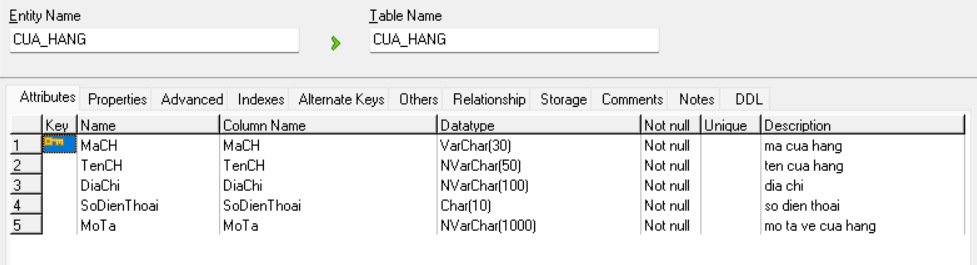 Entity Name Table Name
CUA_HANG CUA_HANG
Attributes Properties Advanced Indexes Alternate Keys Others Relationship Storage Comments Notes DDL
Key Name Column Name Datatype Not null Unique Description
1 MaCH MaCH VarChar(30) Not null ma cua hang
2 TenCH TenCH NVarChar(50) Not null ten cua hang
3 DiaChi DiaChi NVarChar(100) Not null dia chi
4 SoDienThoai SoDienThoai Char(10) Not null so dien thoai
5 MoTa MoTa NVarChar(1000) Not null mo ta ve cua hang